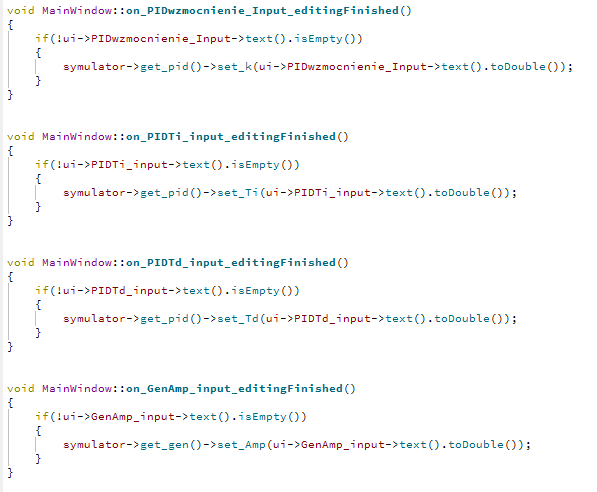 void MainWindow::on_PIDwzmocnienie_Input_editingFinished()
{
    if(!ui->PIDwzmocnienie_Input->text().isEmpty())
    {
        symulator->get_pid()->set_k(ui->PIDwzmocnienie_Input->text().toDouble());
    }
}
void MainWindow::on_PIDTi_input_editingFinished()
{
    if(!ui->PIDTi_input->text().isEmpty())
    {
        symulator->get_pid()->set_Ti(ui->PIDTi_input->text().toDouble());
    }
}
void MainWindow::on_PIDTd_input_editingFinished()
{
    if(!ui->PIDTd_input->text().isEmpty())
    {
        symulator->get_pid()->set_Td(ui->PIDTd_input->text().toDouble());
    }
}
void MainWindow::on_GenAmp_input_editingFinished()
{
    if(!ui->GenAmp_input->text().isEmpty())
    {
        symulator->get_gen()->set_Amp(ui->GenAmp_input->text().toDouble());
    }
}